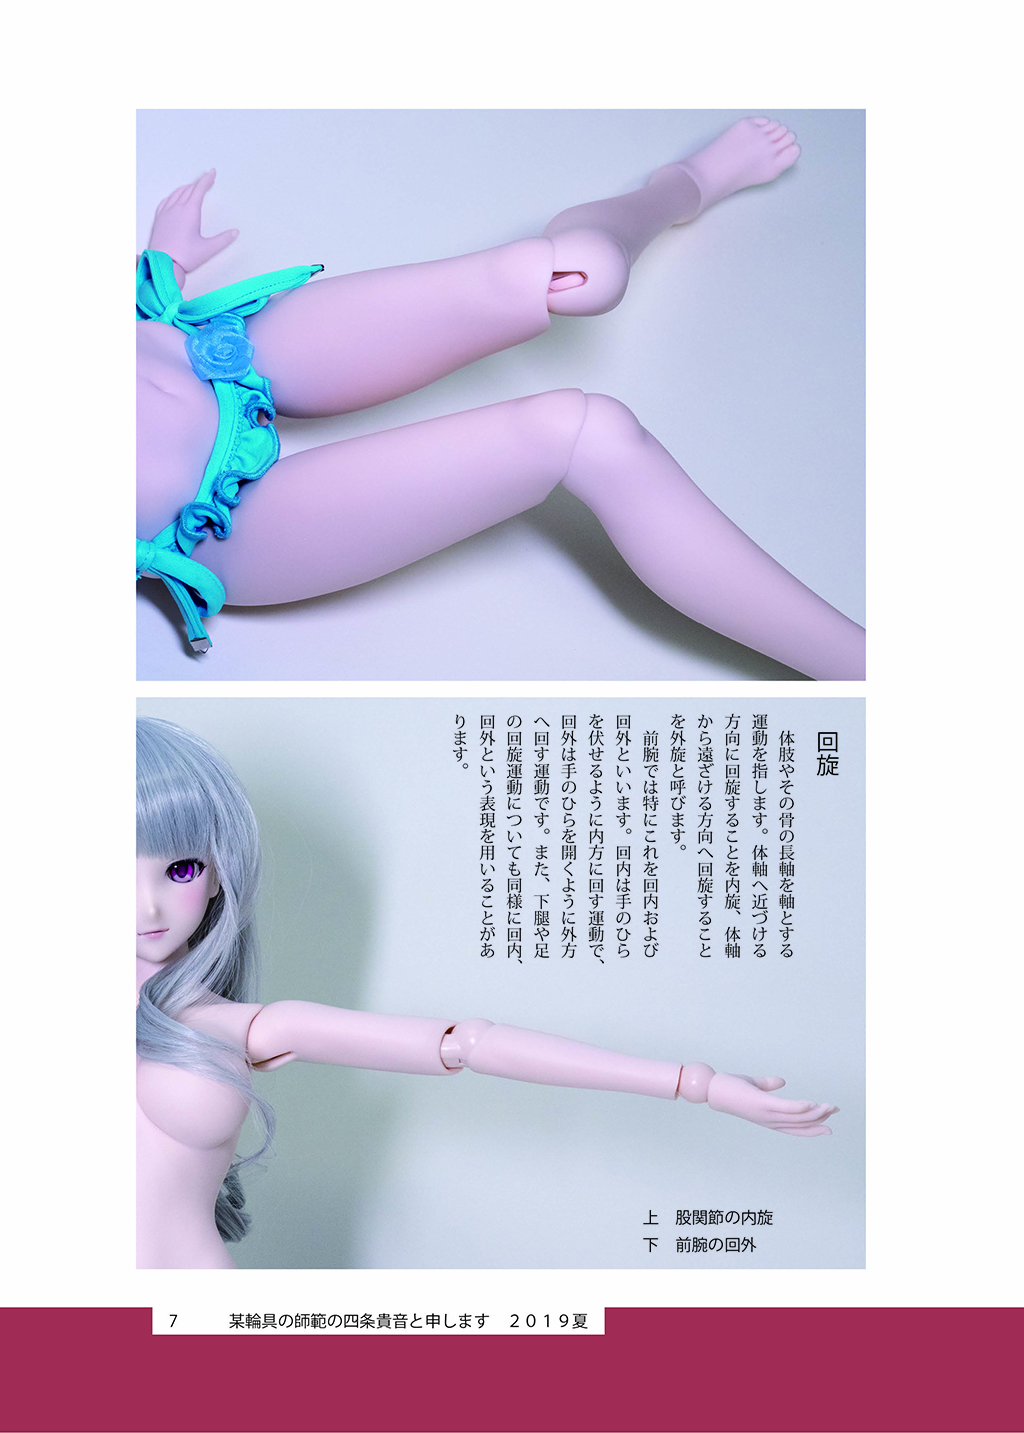 回旋
　体肢やその骨の長軸を軸とする
運動を指します。体軸へ近づける
方向に回旋することを内旋、体軸
から遠ざける方向へ回旋すること
を外旋と呼びます。
　前腕では特にこれを回内および
回外といいます。回内は手のひら
を伏せるように内方に回す運動で、
回外は手のひらを開くように外方
へ回す運動です。また、下腿や足
の回旋運動についても同様に回内、
回外という表現を用いることがあ
ります。
上　股関節の内旋
下　前腕の回外
7　某輪具の師範の四条貴音と申します　２０１９夏